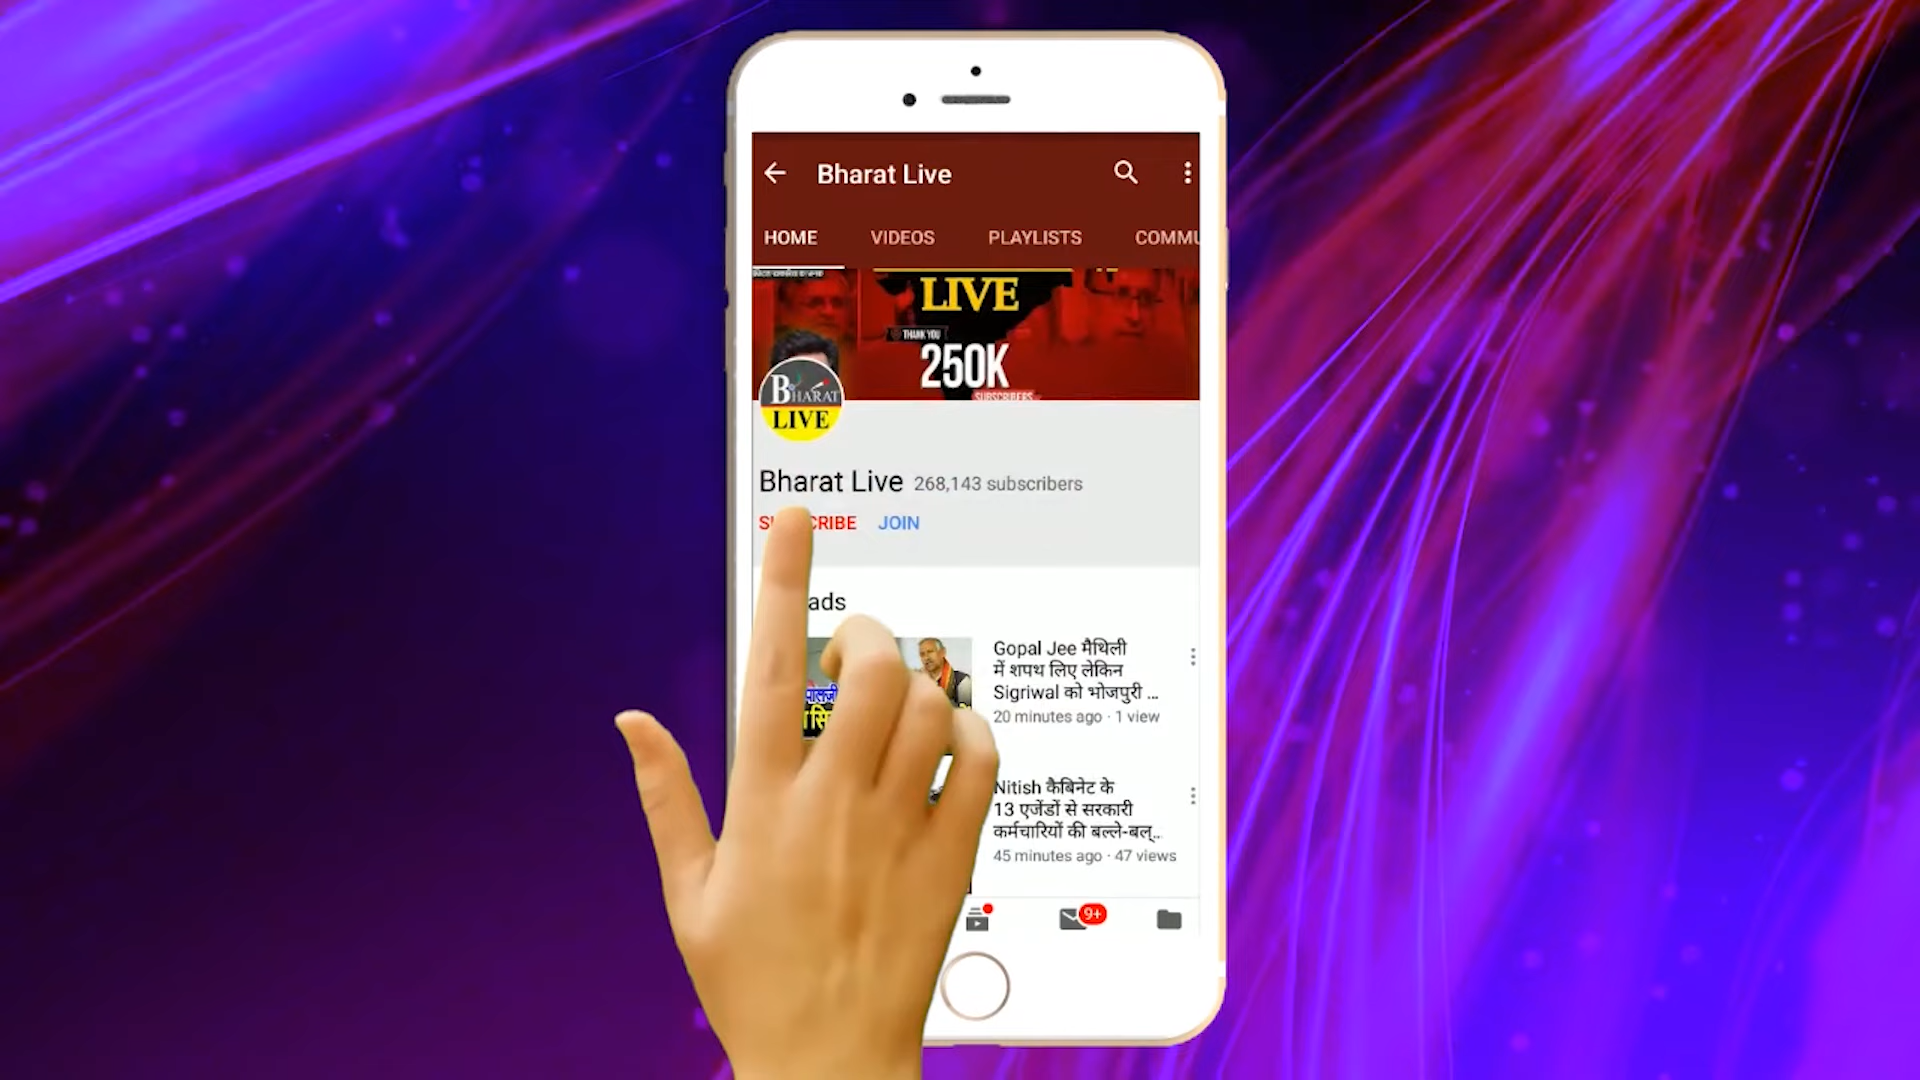 Bharat Live
HOME VIDEOS PLAYLISTS COMMU
LIVE
THANK YOU
250K
SUBSCRIBERS
BHARAT
LIVE
Bharat Live 268,143 subscribers
SU CRIBE JOIN
ads
Gopal Jee मैथिली
में शपथ लिए लेकिन
Sigriwal को भोजपुरी ...
20 minutes ago · 1 view
Nitish कैबिनेट के
13 एजेंडों से सरकारी
कर्मचारियों की बल्ले-बल्...
45 minutes ago · 47 views
9+